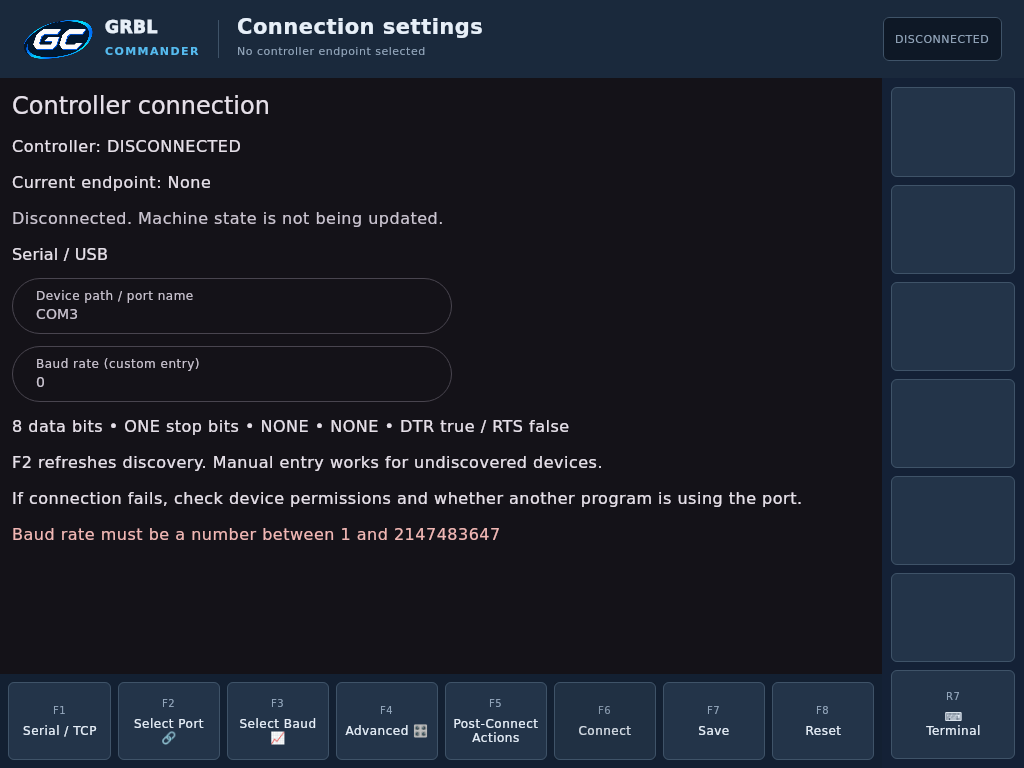 GC
GRBL
COMMANDER
Connection settings
No controller endpoint selected
DISCONNECTED
Controller connection
Controller: DISCONNECTED
Current endpoint: None
Disconnected. Machine state is not being updated.
Serial / USB
Device path / port name
COM3
Baud rate (custom entry)
0
8 data bits • ONE stop bits • NONE • NONE • DTR true / RTS false
F2 refreshes discovery. Manual entry works for undiscovered devices.
If connection fails, check device permissions and whether another program is using the port.
Baud rate must be a number between 1 and 2147483647
F1
Serial / TCP
F2
Select Port
F3
Select Baud
F4
Advanced
F5
Post-Connect
Actions
F6
Connect
F7
Save
F8
Reset
R7
Terminal